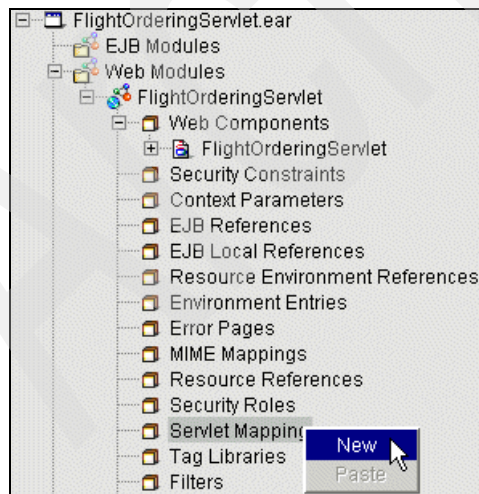 FlightOrderingServlet.ear
EJB Modules
Web Modules
FlightOrderingServlet
Web Components
FlightOrderingServlet
Security Constraints
Context Parameters
EJB References
EJB Local References
Resource Environment References
Environment Entries
Error Pages
MIME Mappings
Resource References
Security Roles
Servlet Mapping
New
Tag Libraries
Paste
Filters